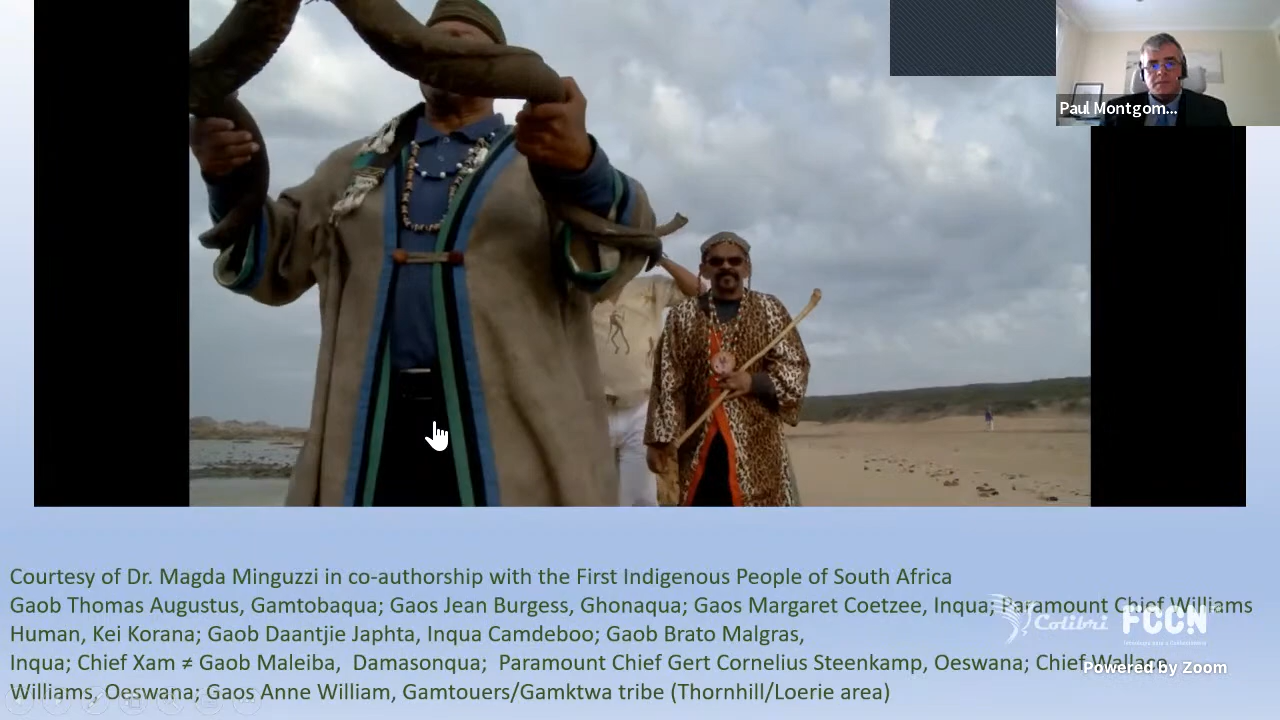 Paul Montgom...
Courtesy of Dr. Magda Minguzzi in co-authorship with the First Indigenous People of South Africa
Gaob Thomas Augustus, Gamtobaqua; Gaos Jean Burgess, Ghonaqua; Gaos Margaret Coetzee, Inqua; Paramount Chief Williams
Human, Kei Korana; Gaob Daantjie Japhta, Inqua Camdeboo; Gaob Brato Malgras,
Inqua; Chief Xam ≠ Gaob Maleiba, Damasonqua; Paramount Chief Gert Cornelius Steenkamp, Oeswana; Chief Wallace
Williams, Oeswana; Gaos Anne William, Gamtouers/Gamktwa tribe (Thornhill/Loerie area)
Colibri FCCN
Powered by Zoom